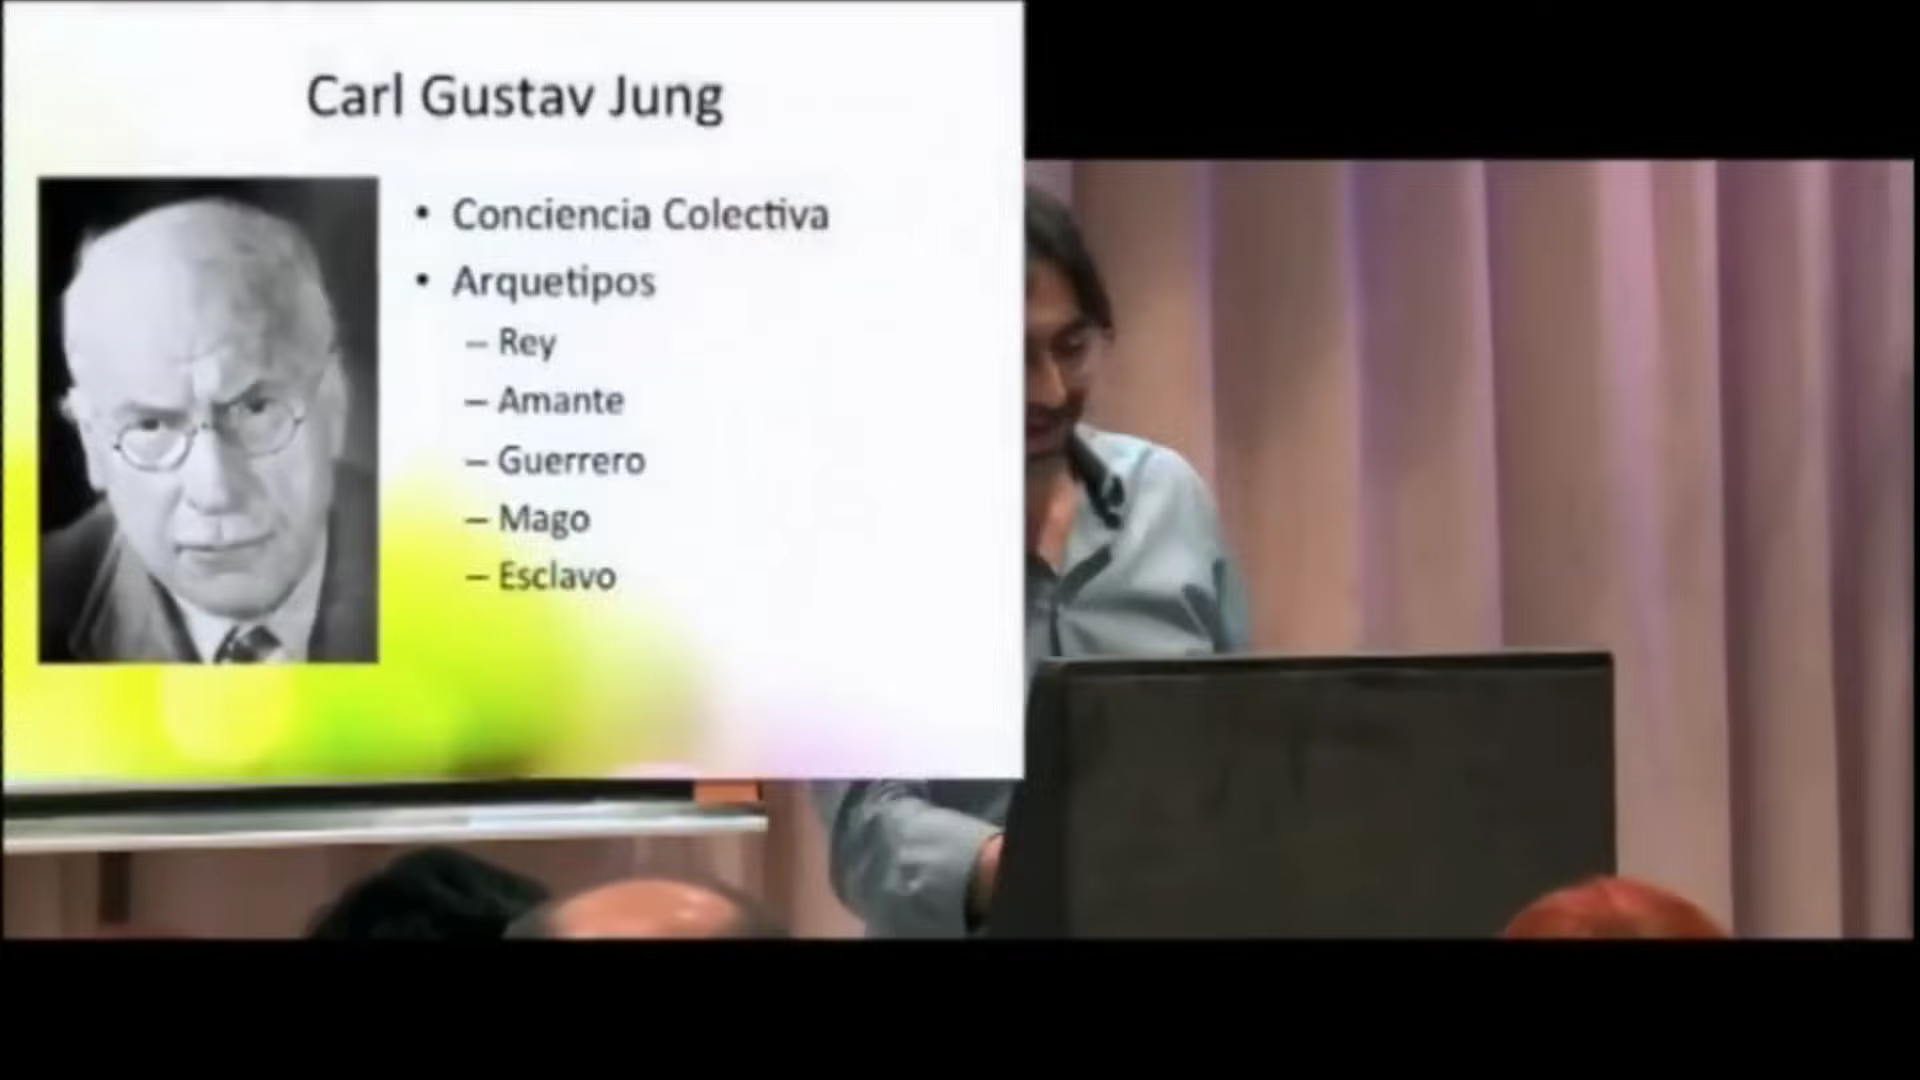 Carl Gustav Jung
• Conciencia Colectiva
• Arquetipos
– Rey
– Amante
– Guerrero
– Mago
– Esclavo